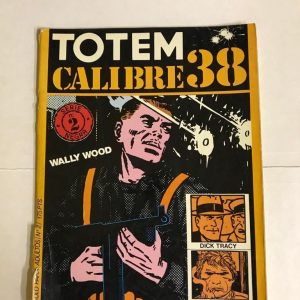 TOTEM
CALIBRE 38
2
WALLY WOOD
DICK TRACY